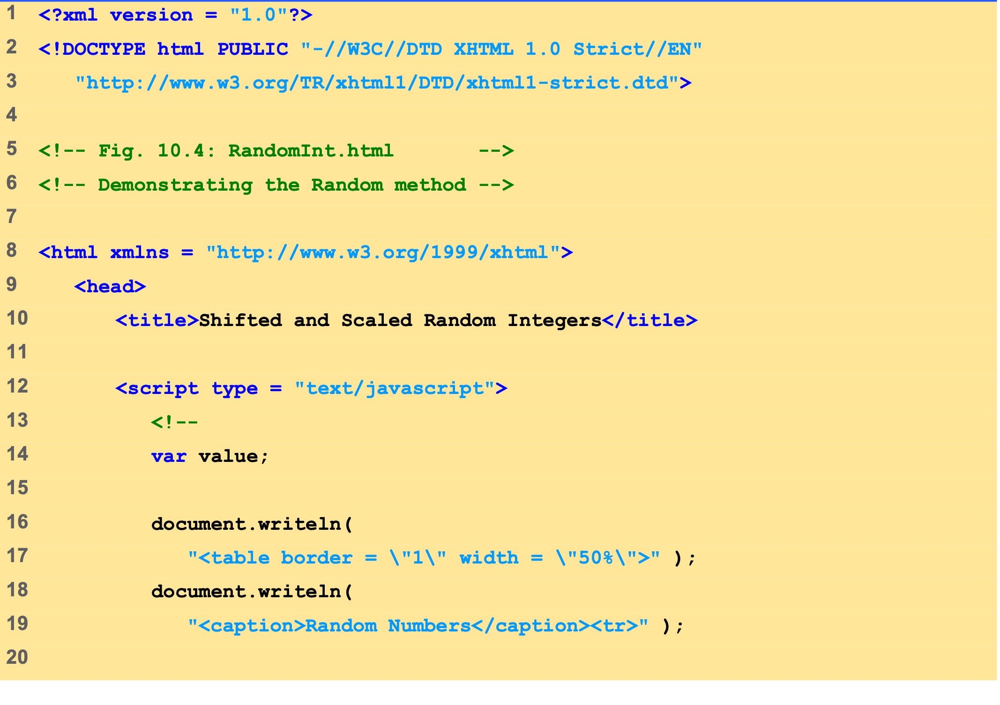 1 <?xml version = "1.0"?>
2 <!DOCTYPE html PUBLIC "-//W3C//DTD XHTML 1.0 Strict//EN"
3    "http://www.w3.org/TR/xhtml1/DTD/xhtml1-strict.dtd">
4
5 <!-- Fig. 10.4: RandomInt.html       -->
6 <!-- Demonstrating the Random method -->
7
8 <html xmlns = "http://www.w3.org/1999/xhtml">
9    <head>
10       <title>Shifted and Scaled Random Integers</title>
11
12       <script type = "text/javascript">
13          <!--
14          var value;
15
16          document.writeln(
17             "<table border = \"1\" width = \"50%\">" );
18          document.writeln(
19             "<caption>Random Numbers</caption><tr>" );
20